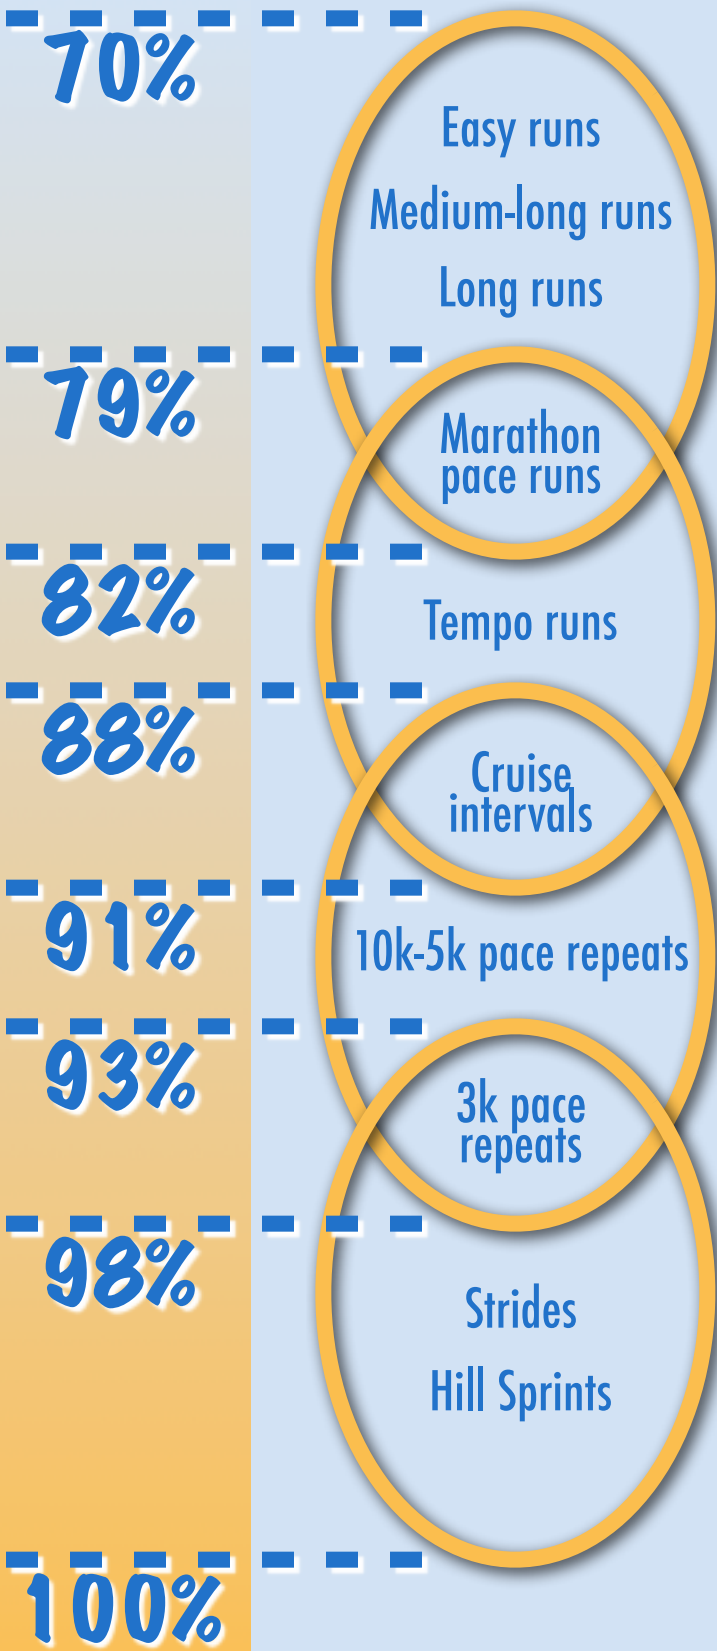 70%
Easy runs
Medium-long runs
Long runs
79%
Marathon
pace runs
82%
Tempo runs
88%
Cruise
intervals
91%
10k-5k pace repeats
93%
3k pace
repeats
98%
Strides
Hill Sprints
100%